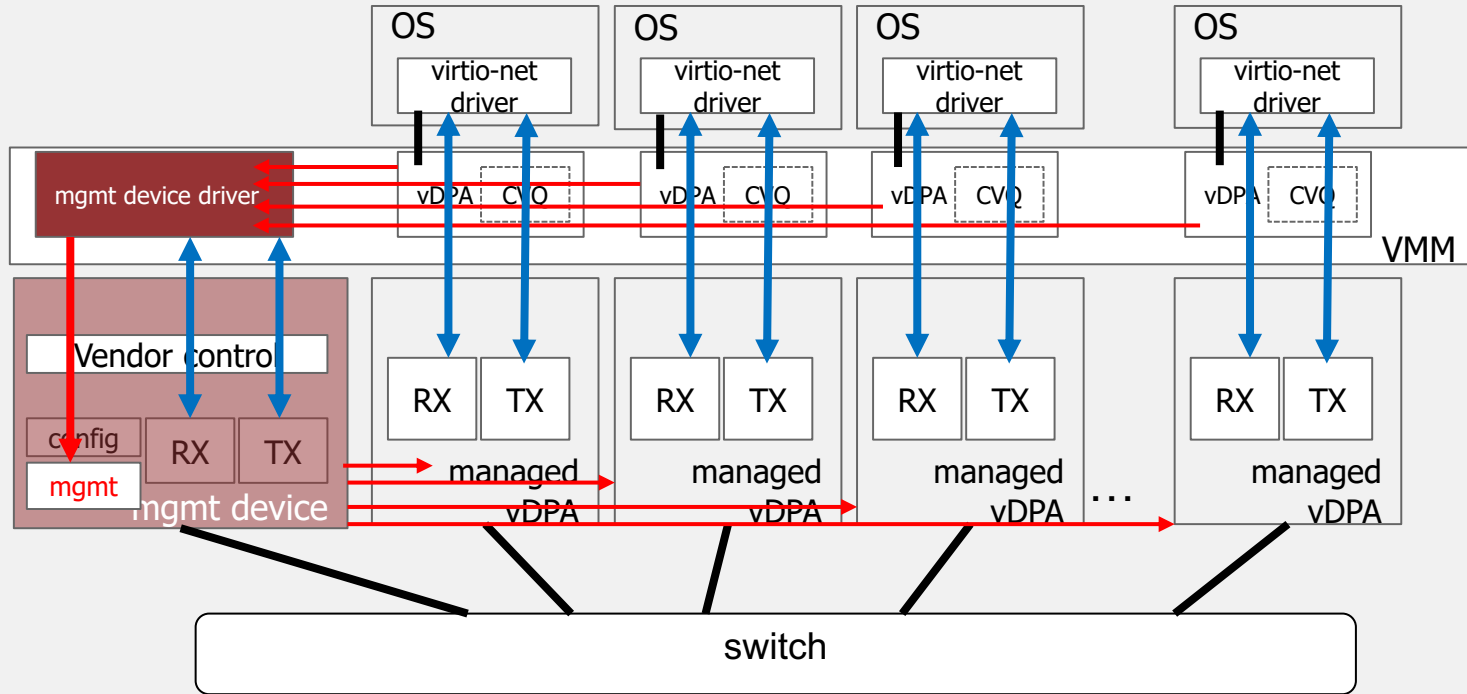 OS
OS
OS
OS
virtio-net
driver
virtio-net
driver
virtio-net
driver
virtio-net
driver
mgmt device driver
vDPA
CVQ
vDPA
CVQ
vDPA
CVQ
vDPA
CVQ
VMM
Vendor control
config
RX
TX
mgmt
mgmt device
RX
TX
managed
vDPA
RX
TX
managed
vDPA
RX
TX
managed
vDPA
...
RX
TX
managed
vDPA
switch